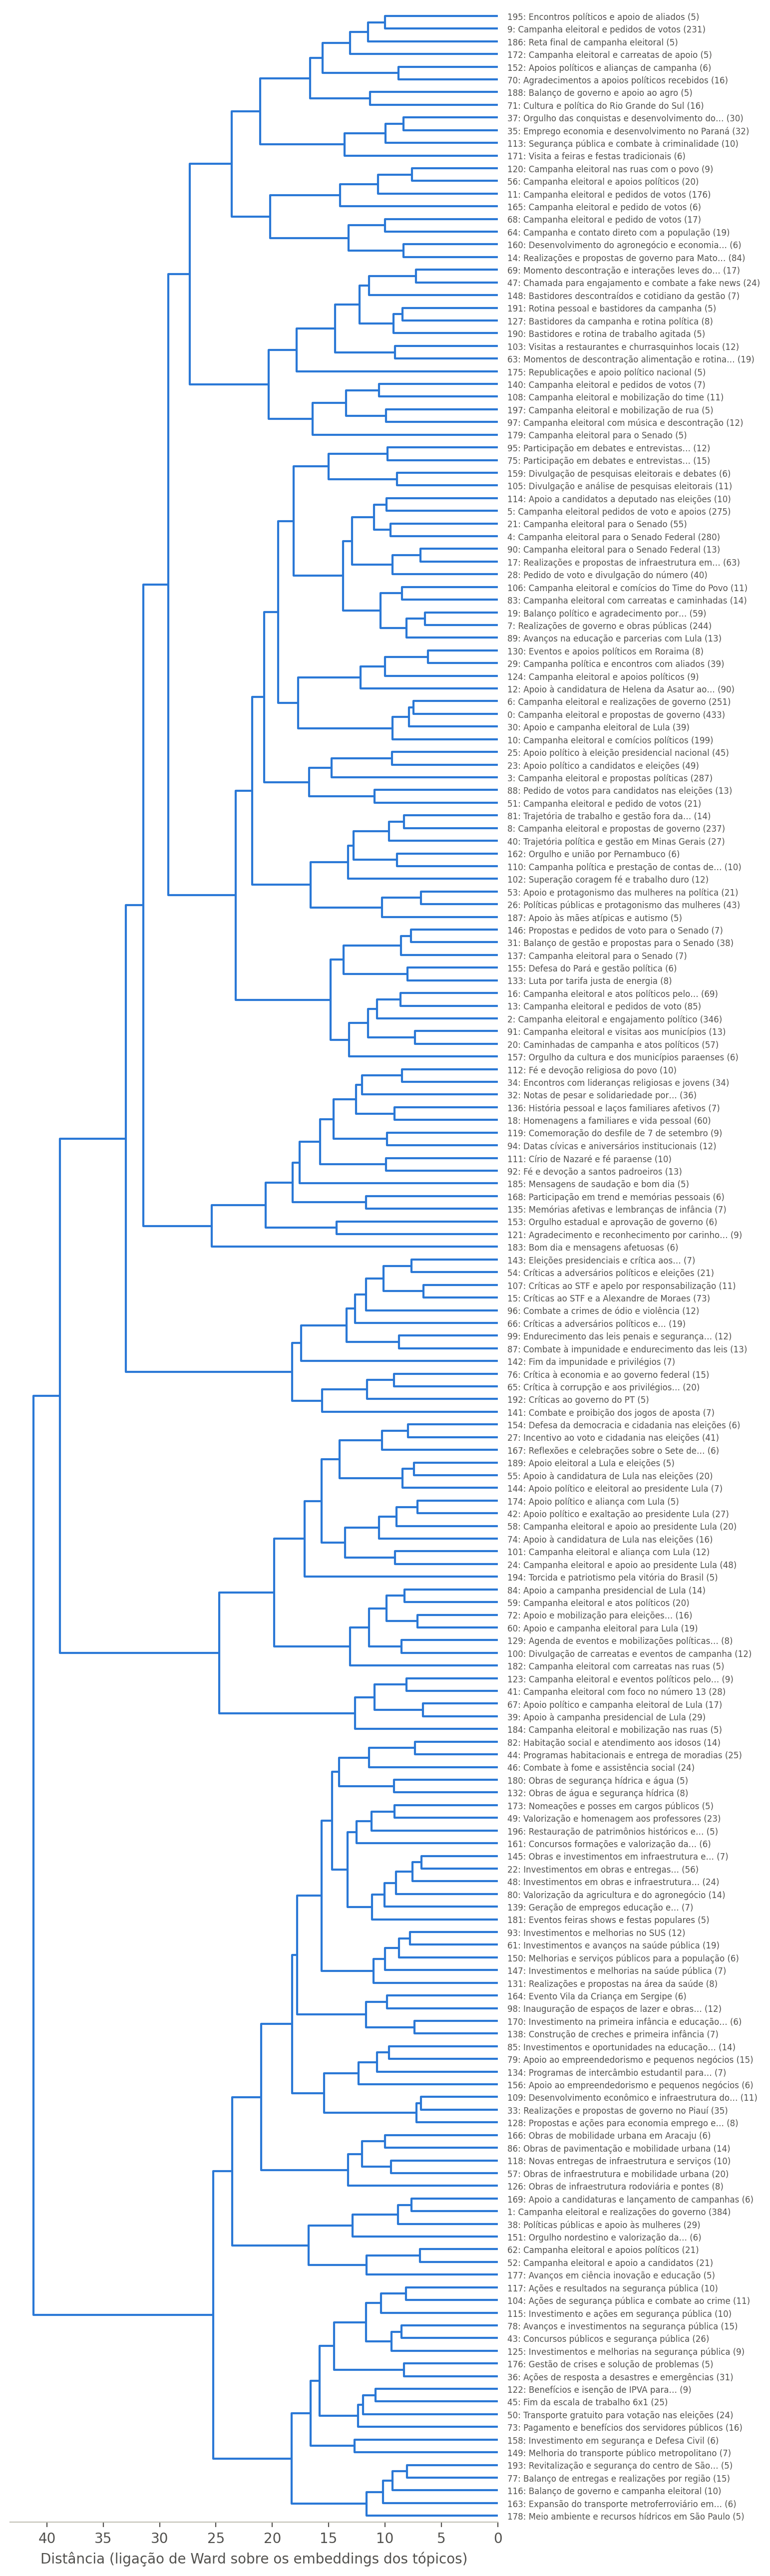 195: Encontros políticos e apoio de aliados (5)
9: Campanha eleitoral e pedidos de votos (231)
186: Reta final de campanha eleitoral (5)
172: Campanha eleitoral e carreatas de apoio (5)
152: Apoios políticos e alianças de campanha (6)
70: Agradecimentos a apoios políticos recebidos (16)
188: Balanço de governo e apoio ao agro (5)
71: Cultura e política do Rio Grande do Sul (16)
37: Orgulho das conquistas e desenvolvimento do... (30)
35: Emprego economia e desenvolvimento no Paraná (32)
113: Segurança pública e combate à criminalidade (10)
171: Visita a feiras e festas tradicionais (6)
120: Campanha eleitoral nas ruas com o povo (9)
56: Campanha eleitoral e apoios políticos (20)
11: Campanha eleitoral e pedidos de votos (176)
165: Campanha eleitoral e pedido de votos (6)
68: Campanha eleitoral e pedido de votos (17)
64: Campanha e contato direto com a população (19)
160: Desenvolvimento do agronegócio e economia... (6)
14: Realizações e propostas de governo para Mato... (84)
69: Momento descontração e interações leves do... (17)
47: Chamada para engajamento e combate a fake news (24)
148: Bastidores descontraídos e cotidiano da gestão (7)
191: Rotina pessoal e bastidores da campanha (5)
127: Bastidores da campanha e rotina política (8)
190: Bastidores e rotina de trabalho agitada (5)
103: Visitas a restaurantes e churrasquinhos locais (12)
63: Momentos de descontração alimentação e rotina... (19)
175: Republicações e apoio político nacional (5)
140: Campanha eleitoral e pedidos de votos (7)
108: Campanha eleitoral e mobilização do time (11)
197: Campanha eleitoral e mobilização de rua (5)
97: Campanha eleitoral com música e descontração (12)
179: Campanha eleitoral para o Senado (5)
95: Participação em debates e entrevistas... (12)
75: Participação em debates e entrevistas... (15)
159: Divulgação de pesquisas eleitorais e debates (6)
105: Divulgação e análise de pesquisas eleitorais (11)
114: Apoio a candidatos a deputado nas eleições (10)
5: Campanha eleitoral pedidos de voto e apoios (275)
21: Campanha eleitoral para o Senado (55)
4: Campanha eleitoral para o Senado Federal (280)
90: Campanha eleitoral para o Senado Federal (13)
17: Realizações e propostas de infraestrutura em... (63)
28: Pedido de voto e divulgação do número (40)
106: Campanha eleitoral e comícios do Time do Povo (11)
83: Campanha eleitoral com carreatas e caminhadas (14)
19: Balanço político e agradecimento por... (59)
7: Realizações de governo e obras públicas (244)
89: Avanços na educação e parcerias com Lula (13)
130: Eventos e apoios políticos em Roraima (8)
29: Campanha política e encontros com aliados (39)
124: Campanha eleitoral e apoios políticos (9)
12: Apoio à candidatura de Helena da Asatur ao... (90)
6: Campanha eleitoral e realizações de governo (251)
0: Campanha eleitoral e propostas de governo (433)
30: Apoio e campanha eleitoral de Lula (39)
10: Campanha eleitoral e comícios políticos (199)
25: Apoio político à eleição presidencial nacional (45)
23: Apoio político a candidatos e eleições (49)
3: Campanha eleitoral e propostas políticas (287)
88: Pedido de votos para candidatos nas eleições (13)
51: Campanha eleitoral e pedido de votos (21)
81: Trajetória de trabalho e gestão fora da... (14)
8: Campanha eleitoral e propostas de governo (237)
40: Trajetória política e gestão em Minas Gerais (27)
162: Orgulho e união por Pernambuco (6)
110: Campanha política e prestação de contas de... (10)
102: Superação coragem fé e trabalho duro (12)
53: Apoio e protagonismo das mulheres na política (21)
26: Políticas públicas e protagonismo das mulheres (43)
187: Apoio às mães atípicas e autismo (5)
146: Propostas e pedidos de voto para o Senado (7)
31: Balanço de gestão e propostas para o Senado (38)
137: Campanha eleitoral para o Senado (7)
155: Defesa do Pará e gestão política (6)
133: Luta por tarifa justa de energia (8)
16: Campanha eleitoral e atos políticos pelo... (69)
13: Campanha eleitoral e pedidos de voto (85)
2: Campanha eleitoral e engajamento político (346)
91: Campanha eleitoral e visitas aos municípios (13)
20: Caminhadas de campanha e atos políticos (57)
157: Orgulho da cultura e dos municípios paraenses (6)
112: Fé e devoção religiosa do povo (10)
34: Encontros com lideranças religiosas e jovens (34)
32: Notas de pesar e solidariedade por... (36)
136: História pessoal e laços familiares afetivos (7)
18: Homenagens a familiares e vida pessoal (60)
119: Comemoração do desfile de 7 de setembro (9)
94: Datas cívicas e aniversários institucionais (12)
111: Círio de Nazaré e fé paraense (10)
92: Fé e devoção a santos padroeiros (13)
185: Mensagens de saudação e bom dia (5)
168: Participação em trend e memórias pessoais (6)
135: Memórias afetivas e lembranças de infância (7)
153: Orgulho estadual e aprovação de governo (6)
121: Agradecimento e reconhecimento por carinho... (9)
183: Bom dia e mensagens afetuosas (6)
143: Eleições presidenciais e crítica aos... (7)
54: Críticas a adversários políticos e eleições (21)
107: Críticas ao STF e apelo por responsabilização (11)
15: Críticas ao STF e a Alexandre de Moraes (73)
96: Combate a crimes de ódio e violência (12)
66: Críticas a adversários políticos e... (19)
99: Endurecimento das leis penais e segurança... (12)
87: Combate à impunidade e endurecimento das leis (13)
142: Fim da impunidade e privilégios (7)
76: Crítica à economia e ao governo federal (15)
65: Crítica à corrupção e aos privilégios... (20)
192: Críticas ao governo do PT (5)
141: Combate e proibição dos jogos de aposta (7)
154: Defesa da democracia e cidadania nas eleições (6)
27: Incentivo ao voto e cidadania nas eleições (41)
167: Reflexões e celebrações sobre o Sete de... (6)
189: Apoio eleitoral a Lula e eleições (5)
55: Apoio à candidatura de Lula nas eleições (20)
144: Apoio político e eleitoral ao presidente Lula (7)
174: Apoio político e aliança com Lula (5)
42: Apoio político e exaltação ao presidente Lula (27)
58: Campanha eleitoral e apoio ao presidente Lula (20)
74: Apoio à candidatura de Lula nas eleições (16)
101: Campanha eleitoral e aliança com Lula (12)
24: Campanha eleitoral e apoio ao presidente Lula (48)
194: Torcida e patriotismo pela vitória do Brasil (5)
84: Apoio a campanha presidencial de Lula (14)
59: Campanha eleitoral e atos políticos (20)
72: Apoio e mobilização para eleições... (16)
60: Apoio e campanha eleitoral para Lula (19)
129: Agenda de eventos e mobilizações políticas... (8)
100: Divulgação de carreatas e eventos de campanha (12)
182: Campanha eleitoral com carreatas nas ruas (5)
123: Campanha eleitoral e eventos políticos pelo... (9)
41: Campanha eleitoral com foco no número 13 (28)
67: Apoio político e campanha eleitoral de Lula (17)
39: Apoio à campanha presidencial de Lula (29)
184: Campanha eleitoral e mobilização nas ruas (5)
82: Habitação social e atendimento aos idosos (14)
44: Programas habitacionais e entrega de moradias (25)
46: Combate à fome e assistência social (24)
180: Obras de segurança hídrica e água (5)
132: Obras de água e segurança hídrica (8)
173: Nomeações e posses em cargos públicos (5)
49: Valorização e homenagem aos professores (23)
196: Restauração de patrimônios históricos e... (5)
161: Concursos formações e valorização da... (6)
145: Obras e investimentos em infraestrutura e... (7)
22: Investimentos em obras e entregas... (56)
48: Investimentos em obras e infraestrutura... (24)
80: Valorização da agricultura e do agronegócio (14)
139: Geração de empregos educação e... (7)
181: Eventos feiras shows e festas populares (5)
93: Investimentos e melhorias no SUS (12)
61: Investimentos e avanços na saúde pública (19)
150: Melhorias e serviços públicos para a população (6)
147: Investimentos e melhorias na saúde pública (7)
131: Realizações e propostas na área da saúde (8)
164: Evento Vila da Criança em Sergipe (6)
98: Inauguração de espaços de lazer e obras... (12)
170: Investimento na primeira infância e educação... (6)
138: Construção de creches e primeira infância (7)
85: Investimentos e oportunidades na educação... (14)
79: Apoio ao empreendedorismo e pequenos negócios (15)
134: Programas de intercâmbio estudantil para... (7)
156: Apoio ao empreendedorismo e pequenos negócios (6)
109: Desenvolvimento econômico e infraestrutura do... (11)
33: Realizações e propostas de governo no Piauí (35)
128: Propostas e ações para economia emprego e... (8)
166: Obras de mobilidade urbana em Aracaju (6)
86: Obras de pavimentação e mobilidade urbana (14)
118: Novas entregas de infraestrutura e serviços (10)
57: Obras de infraestrutura e mobilidade urbana (20)
126: Obras de infraestrutura rodoviária e pontes (8)
169: Apoio a candidaturas e lançamento de campanhas (6)
1: Campanha eleitoral e realizações do governo (384)
38: Políticas públicas e apoio às mulheres (29)
151: Orgulho nordestino e valorização da... (6)
62: Campanha eleitoral e apoios políticos (21)
52: Campanha eleitoral e apoio a candidatos (21)
177: Avanços em ciência inovação e educação (5)
117: Ações e resultados na segurança pública (10)
104: Ações de segurança pública e combate ao crime (11)
115: Investimento e ações em segurança pública (10)
78: Avanços e investimentos na segurança pública (15)
43: Concursos públicos e segurança pública (26)
125: Investimentos e melhorias na segurança pública (9)
176: Gestão de crises e solução de problemas (5)
36: Ações de resposta a desastres e emergências (31)
122: Benefícios e isenção de IPVA para... (9)
45: Fim da escala de trabalho 6x1 (25)
50: Transporte gratuito para votação nas eleições (24)
73: Pagamento e benefícios dos servidores públicos (16)
158: Investimento em segurança e Defesa Civil (6)
149: Melhoria do transporte público metropolitano (7)
193: Revitalização e segurança do centro de São... (5)
77: Balanço de entregas e realizações por região (15)
116: Balanço de governo e campanha eleitoral (10)
163: Expansão do transporte metroferroviário em... (6)
178: Meio ambiente e recursos hídricos em São Paulo (5)
40 35 30 25 20 15 10 5 0
Distância (ligação de Ward sobre os embeddings dos tópicos)